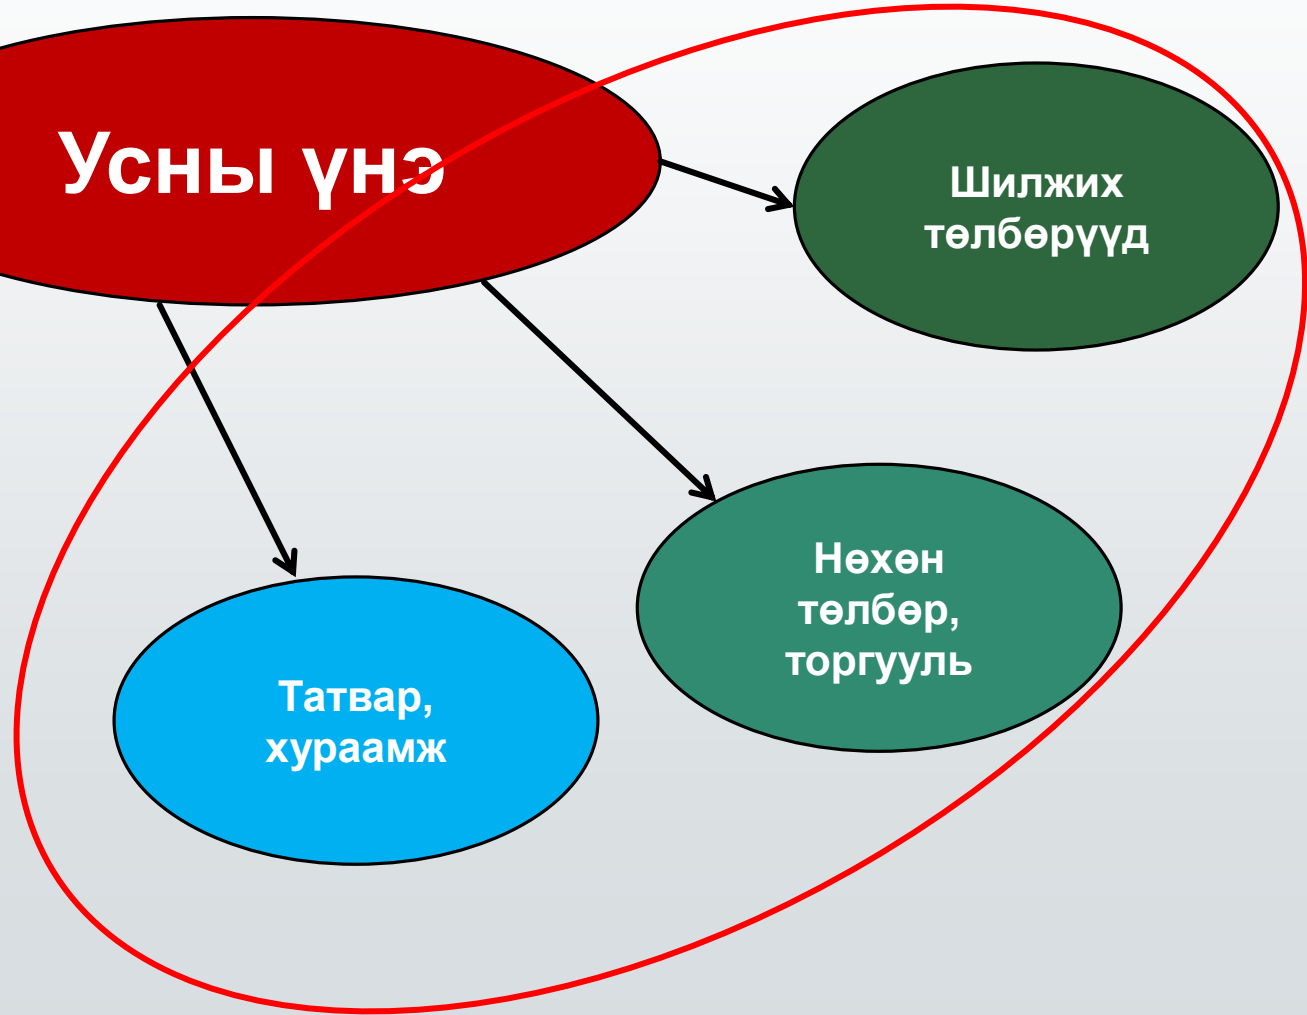 Усны үнэ
Шилжих
төлбөрүүд
Нөхөн
төлбөр,
торгууль
Татвар,
хураамж